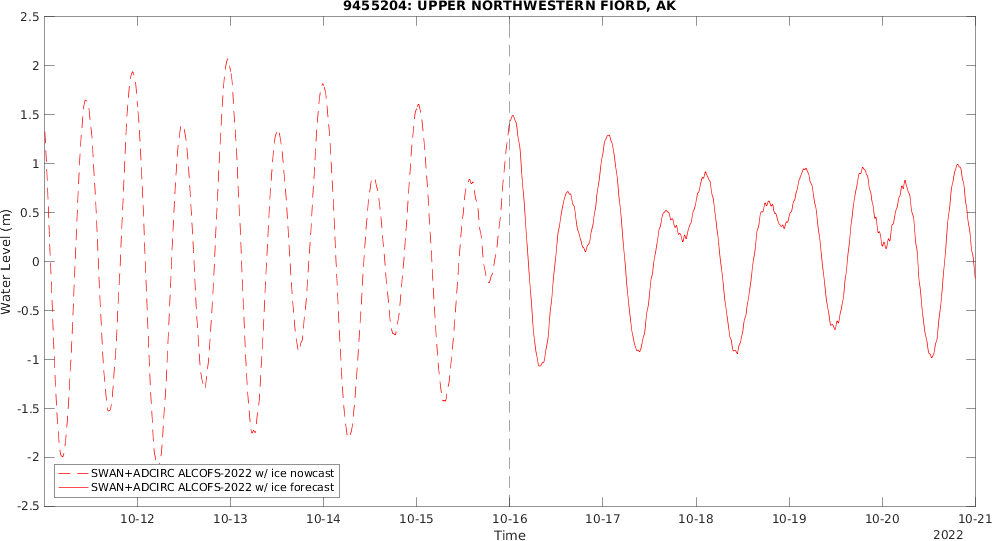 9455204: UPPER NORTHWESTERN FIORD, AK
2.5
2
1.5
1
0.5
0
-0.5
-1
-1.5
-2
-2.5
Water Level (m)
SWAN+ADCIRC ALCOFS-2022 w/ ice nowcast
SWAN+ADCIRC ALCOFS-2022 w/ ice forecast
10-12 10-13 10-14 10-15 10-16 10-17 10-18 10-19 10-20 10-21
Time
2022